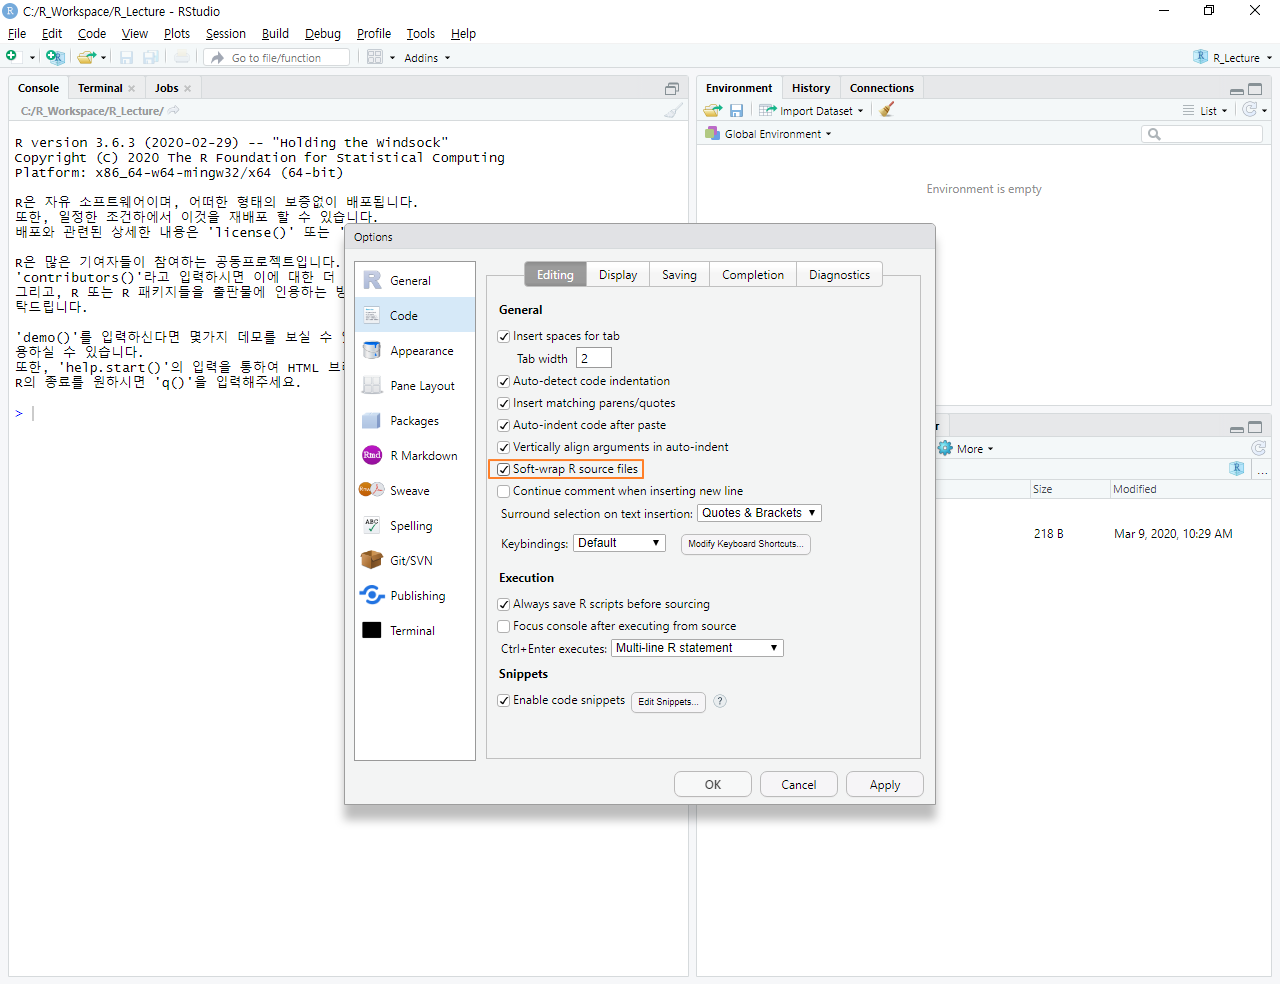 C:/R_Workspace/R_Lecture - RStudio
File Edit Code View Plots Session Build Debug Profile Tools Help
Go to file/function Addins R_Lecture
Console Terminal Jobs
C:/R_Workspace/R_Lecture/
R version 3.6.3 (2020-02-29) -- "Holding the Windsock"
Copyright (C) 2020 The R Foundation for Statistical Computing
Platform: x86_64-w64-mingw32/x64 (64-bit)
R은 자유 소프트웨어이며, 어떠한 형태의 보증없이 배포됩니다.
또한, 일정한 조건하에서 이것을 재배포 할 수 있습니다.
배포와 관련된 상세한 내용은 'license()' 또는 '
R은 많은 기여자들이 참여하는 공동프로젝트입니다.
'contributors()'라고 입력하시면 이에 대한 더
그리고, R 또는 R 패키지들을 출판물에 인용하는 방
탁드립니다.
'demo()'를 입력하신다면 몇가지 데모를 보실 수 있
용하실 수 있습니다.
또한, 'help.start()'의 입력을 통하여 HTML 브라
R의 종료를 원하시면 'q()'을 입력해주세요.
>
Environment History Connections
Import Dataset List
Global Environment
Environment is empty
r
More
...
Size Modified
218 B Mar 9, 2020, 10:29 AM
Options
General
Code
Appearance
Pane Layout
Packages
Rmd R Markdown
Sweave
ABC Spelling
Git/SVN
Publishing
Terminal
Editing Display Saving Completion Diagnostics
General
Insert spaces for tab
Tab width 2
Auto-detect code indentation
Insert matching parens/quotes
Auto-indent code after paste
Vertically align arguments in auto-indent
Soft-wrap R source files
Continue comment when inserting new line
Surround selection on text insertion: Quotes & Brackets
Keybindings: Default Modify Keyboard Shortcuts...
Execution
Always save R scripts before sourcing
Focus console after executing from source
Ctrl+Enter executes: Multi-line R statement
Snippets
Enable code snippets Edit Snippets... ?
OK Cancel Apply